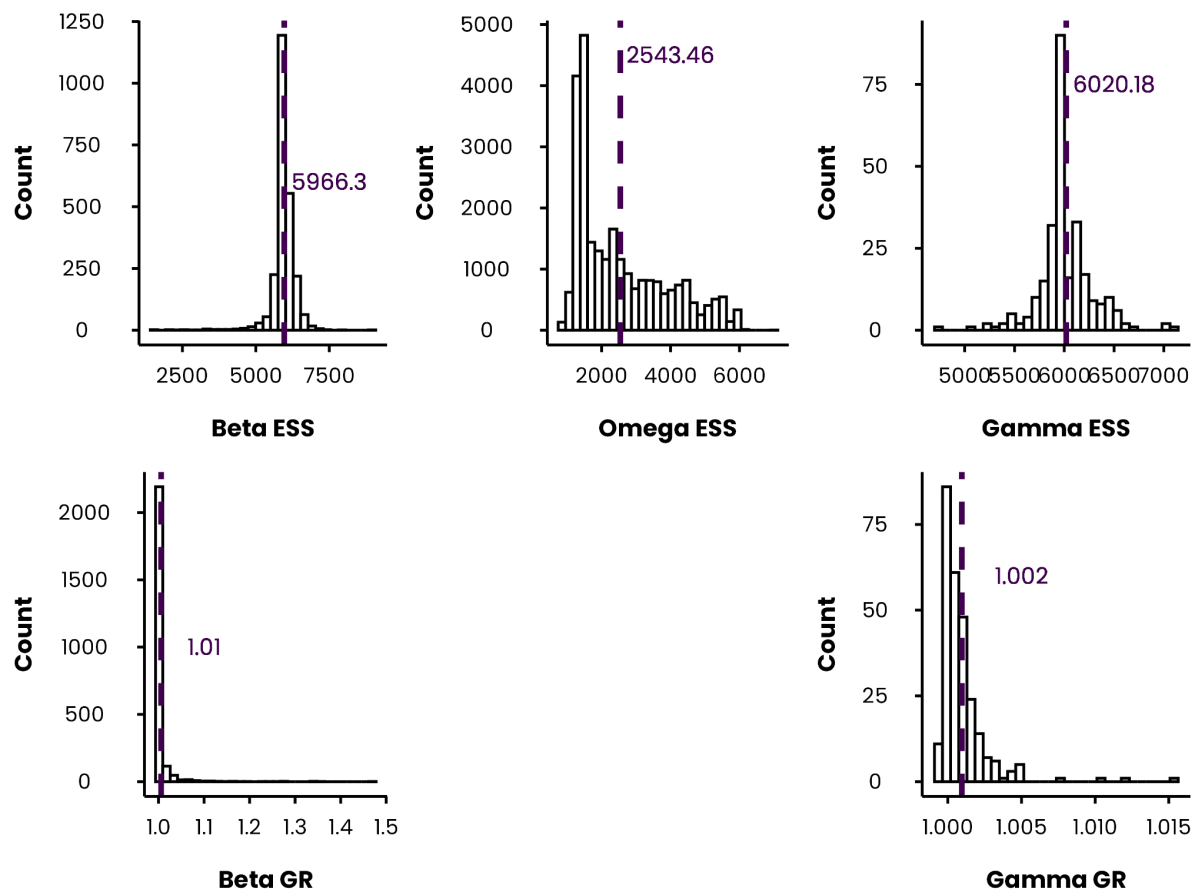 1250
1000
750
500
250
0
Count
5966.3
2500 5000 7500
Beta ESS
5000
4000
3000
2000
1000
0
Count
2543.46
2000 4000 6000
Omega ESS
75
50
25
0
Count
6020.18
5000 5500 6000 6500 7000
Gamma ESS
2000
1500
1000
500
0
Count
1.01
1.0 1.1 1.2 1.3 1.4 1.5
Beta GR
75
50
25
0
Count
1.002
1.000 1.005 1.010 1.015
Gamma GR